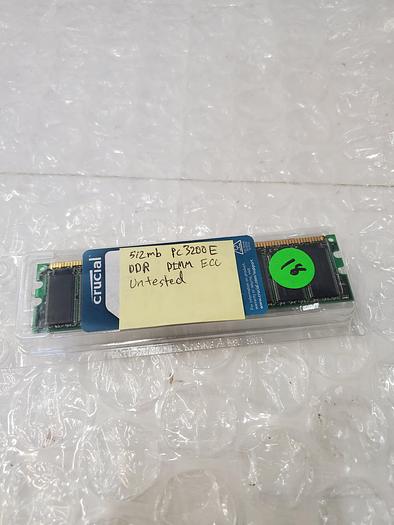 crucial
512mb PC3200E
DDR DIMM ECC
Untested
18